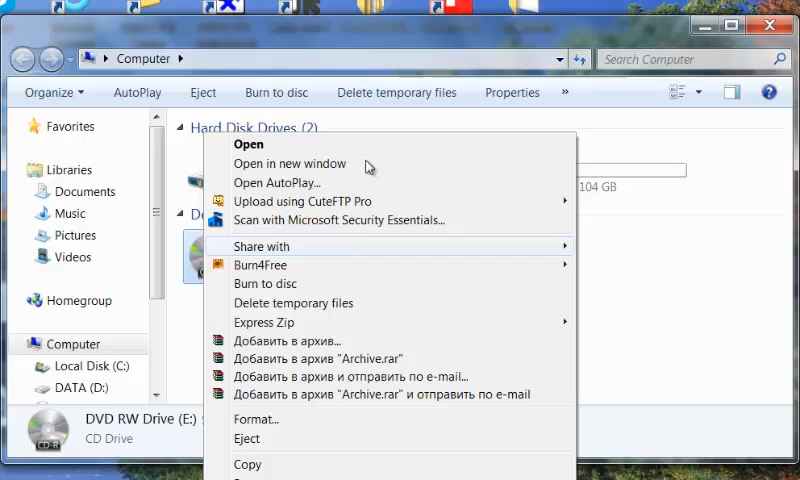 Computer
Search Computer
Organize
AutoPlay
Eject
Burn to disc
Delete temporary files
Properties
»
Favorites
Libraries
Documents
Music
Pictures
Videos
Homegroup
Computer
Local Disk (C:)
DATA (D:)
Hard Disk Drives (2)
104 GB
Open
Open in new window
Open AutoPlay...
Upload using CuteFTP Pro
Scan with Microsoft Security Essentials...
Share with
Burn4Free
Burn to disc
Delete temporary files
Express Zip
Добавить в архив...
Добавить в архив "Archive.rar"
Добавить в архив и отправить по e-mail...
Добавить в архив "Archive.rar" и отправить по e-mail
Format...
Eject
Copy
DVD RW Drive (E:)
CD Drive
CD-R